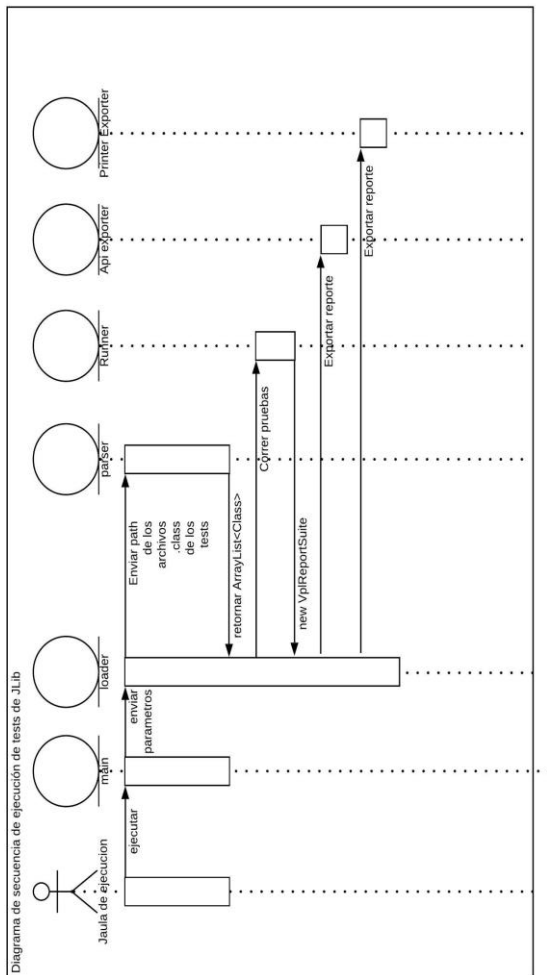 Diagrama de secuencia de ejecución de tests de JLib
Jaula de ejecucion
main
loader
parser
Runner
Api exporter
Printer Exporter
ejecutar
enviar
parametros
Enviar path
de los
archivos
.class
de los
tests
retornar ArrayList<Class>
Correr pruebas
new VplReportSuite
Exportar reporte
Exportar reporte